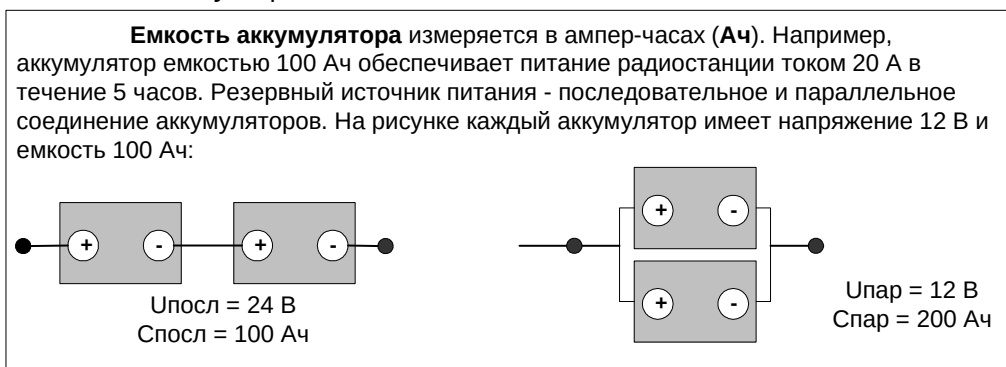 Емкость аккумулятора измеряется в ампер-часах (Ач). Например,
аккумулятор емкостью 100 Ач обеспечивает питание радиостанции током 20 А в
течение 5 часов. Резервный источник питания - последовательное и параллельное
соединение аккумуляторов. На рисунке каждый аккумулятор имеет напряжение 12 В и
емкость 100 Ач:
+ - + -
+ -
+ -
Uпосл = 24 В
Cпосл = 100 Ач
Uпар = 12 В
Cпар = 200 Ач